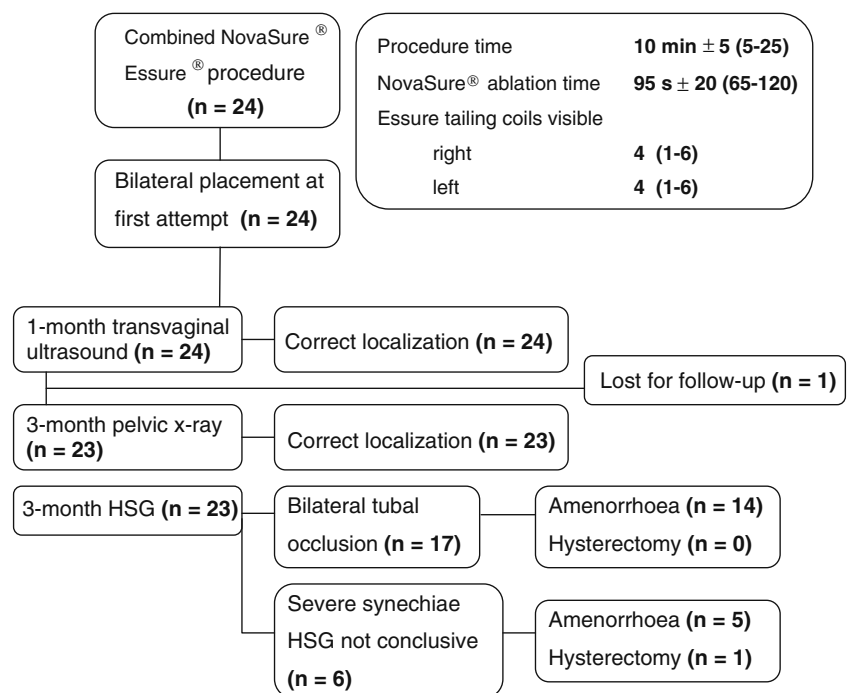 Combined NovaSure ®
Essure ® procedure
(n = 24)
Procedure time 10 min ± 5 (5-25)
NovaSure® ablation time 95 s ± 20 (65-120)
Essure tailing coils visible
right 4 (1-6)
left 4 (1-6)
Bilateral placement at
first attempt (n = 24)
1-month transvaginal
ultrasound (n = 24)
Correct localization (n = 24)
Lost for follow-up (n = 1)
3-month pelvic x-ray
(n = 23)
Correct localization (n = 23)
3-month HSG (n = 23)
Bilateral tubal
occlusion (n = 17)
Amenorrhoea (n = 14)
Hysterectomy (n = 0)
Severe synechiae
HSG not conclusive
(n = 6)
Amenorrhoea (n = 5)
Hysterectomy (n = 1)